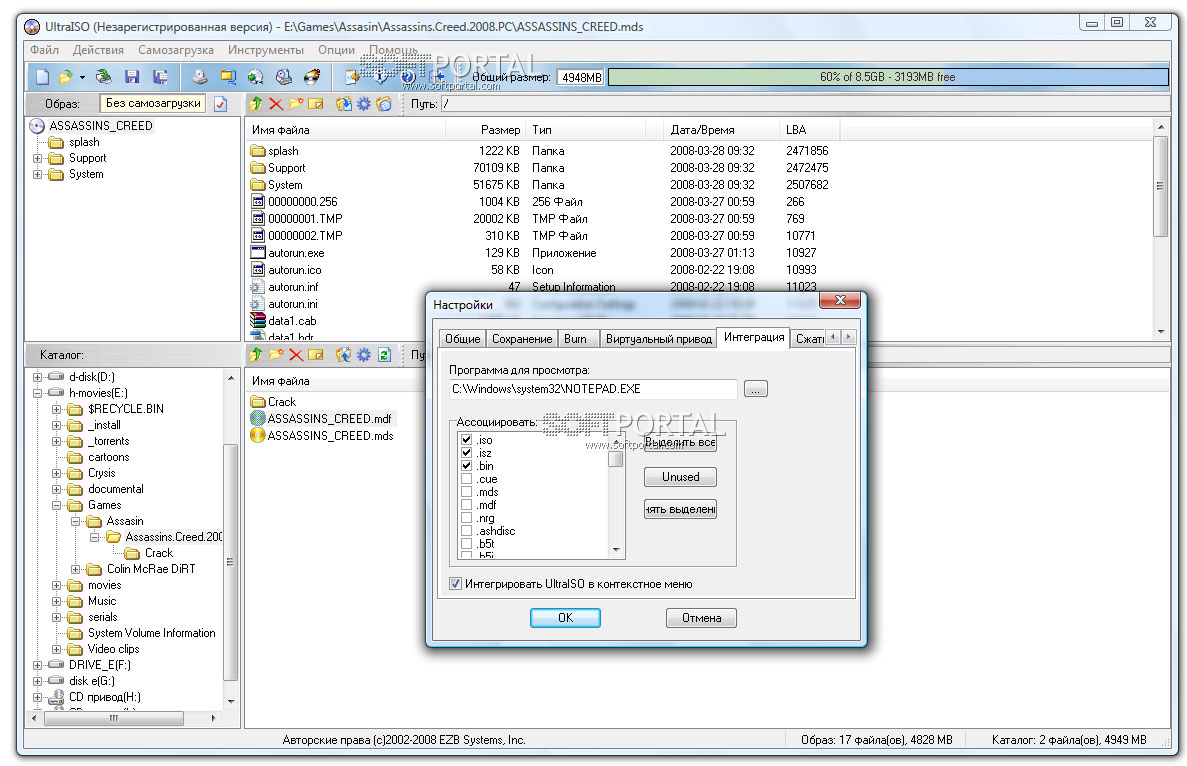 UltraISO (Незарегистрированная версия) - E:\Games\Assasin\Assassins.Creed.2008.PC\ASSASSINS_CREED.mds
Файл Действия Самозагрузка Инструменты Опции Помощь
SOFTPORTAL
www.softportal.com
Общий размер: 4948MB 60% of 8.5GB - 3193MB free
Образ: Без самозагрузки Путь: /
ASSASSINS_CREED
splash
Support
System
Имя файла Размер Тип Дата/Время LBA
splash 1222 KB Папка 2008-03-28 09:32 2471856
Support 70109 KB Папка 2008-03-28 09:32 2472475
System 51675 KB Папка 2008-03-28 09:32 2507682
00000000.256 1004 KB 256 Файл 2008-03-27 00:59 266
00000001.TMP 20002 KB TMP Файл 2008-03-27 00:59 769
00000002.TMP 310 KB TMP Файл 2008-03-27 00:59 10771
autorun.exe 129 KB Приложение 2008-03-27 01:13 10927
autorun.ico 58 KB Icon 2008-02-22 19:08 10993
autorun.inf 47 Setup Information 2008-02-22 19:08 11023
autorun.ini
data1.cab
data1.hdr
Каталог:
d-disk(D:)
h-movies(E:)
$RECYCLE.BIN
_install
_torrents
cartoons
Crysis
documental
Games
Assasin
Assassins.Creed.200
Crack
Colin McRae DiRT
movies
Music
serials
System Volume Information
Video clips
DRIVE_E(F:)
disk e(G:)
CD привод(H:)
Пу
Имя файла
Crack
ASSASSINS_CREED.mdf
ASSASSINS_CREED.mds
Настройки
Общие Сохранение Burn Виртуальный привод Интеграция Сжати
Программа для просмотра:
C:\Windows\system32\NOTEPAD.EXE
...
Ассоциировать:
SOFTPORTAL
www.softportal.com
.iso
.isz
.bin
.cue
.mds
.mdf
.nrg
.ashdisc
.b5t
.b5i
Выделить все
Unused
нять выделени
Интегрировать UltraISO в контекстное меню
OK Отмена
Авторские права (c)2002-2008 EZB Systems, Inc. Образ: 17 файла(ов), 4828 MB Каталог: 2 файла(ов), 4949 MB